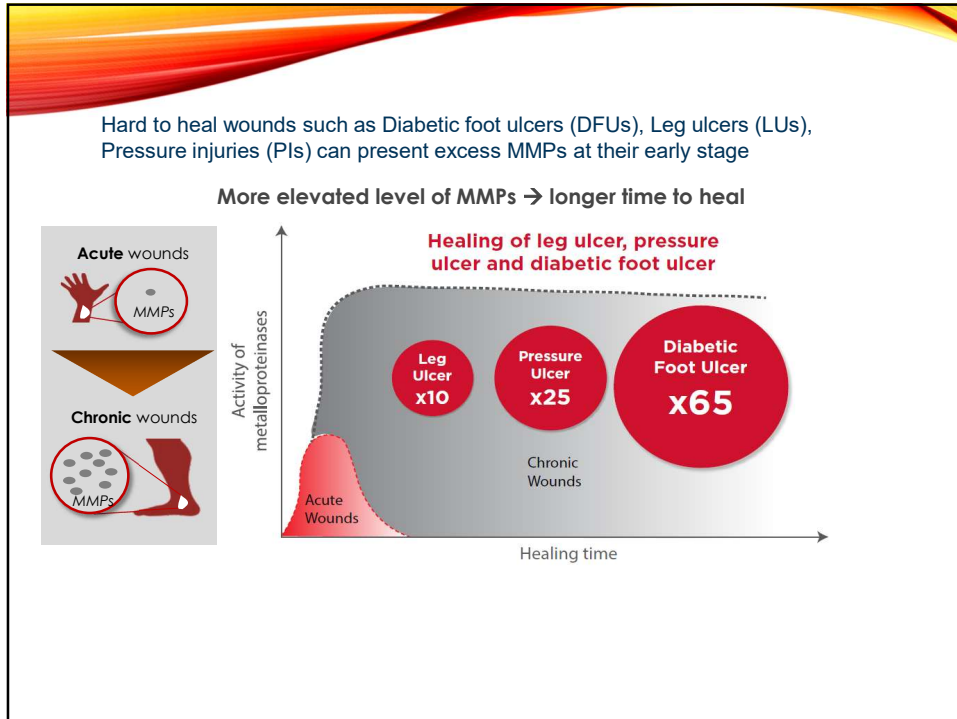 Hard to heal wounds such as Diabetic foot ulcers (DFUs), Leg ulcers (LUs),
Pressure injuries (PIs) can present excess MMPs at their early stage
More elevated level of MMPs → longer time to heal
Acute wounds
MMPs
Chronic wounds
MMPs
Healing of leg ulcer, pressure
ulcer and diabetic foot ulcer
Activity of
metalloproteinases
Leg
Ulcer
x10
Pressure
Ulcer
x25
Diabetic
Foot Ulcer
x65
Chronic
Wounds
Acute
Wounds
Healing time